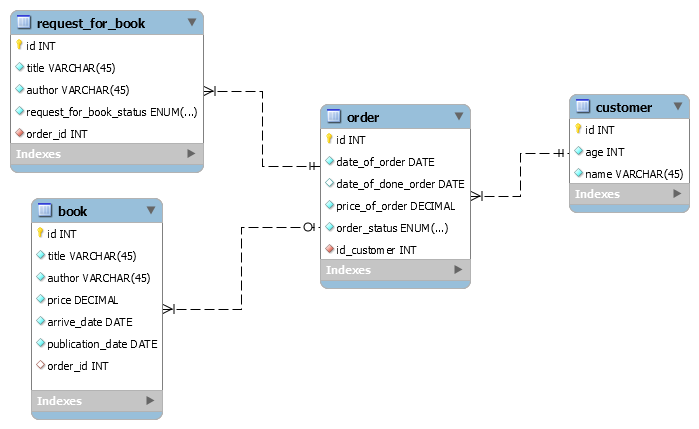 request_for_book
id INT
title VARCHAR(45)
author VARCHAR(45)
request_for_book_status ENUM(...)
order_id INT
Indexes
book
id INT
title VARCHAR(45)
author VARCHAR(45)
price DECIMAL
arrive_date DATE
publication_date DATE
order_id INT
Indexes
order
id INT
date_of_order DATE
date_of_done_order DATE
price_of_order DECIMAL
order_status ENUM(...)
id_customer INT
Indexes
customer
id INT
age INT
name VARCHAR(45)
Indexes